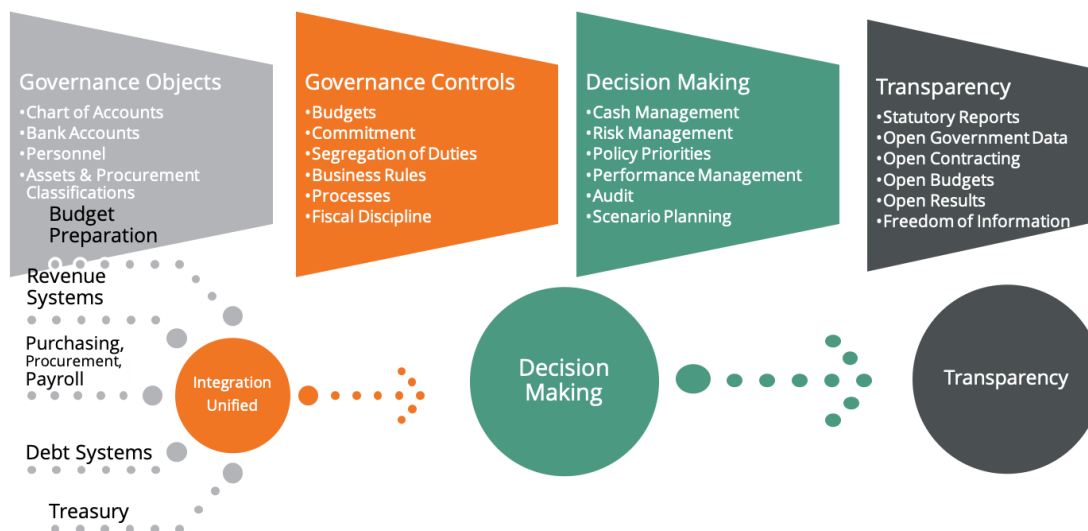 Governance Objects
•Chart of Accounts
•Bank Accounts
•Personnel
•Assets & Procurement
Classifications
Governance Controls
•Budgets
•Commitment
•Segregation of Duties
•Business Rules
•Processes
•Fiscal Discipline
Decision Making
•Cash Management
•Risk Management
•Policy Priorities
•Performance Management
•Audit
•Scenario Planning
Transparency
•Statutory Reports
•Open Government Data
•Open Contracting
•Open Budgets
•Open Results
•Freedom of Information
Budget
Preparation
Revenue
Systems
Purchasing,
Procurement,
Payroll
Debt Systems
Treasury
Integration
Unified
Decision
Making
Transparency